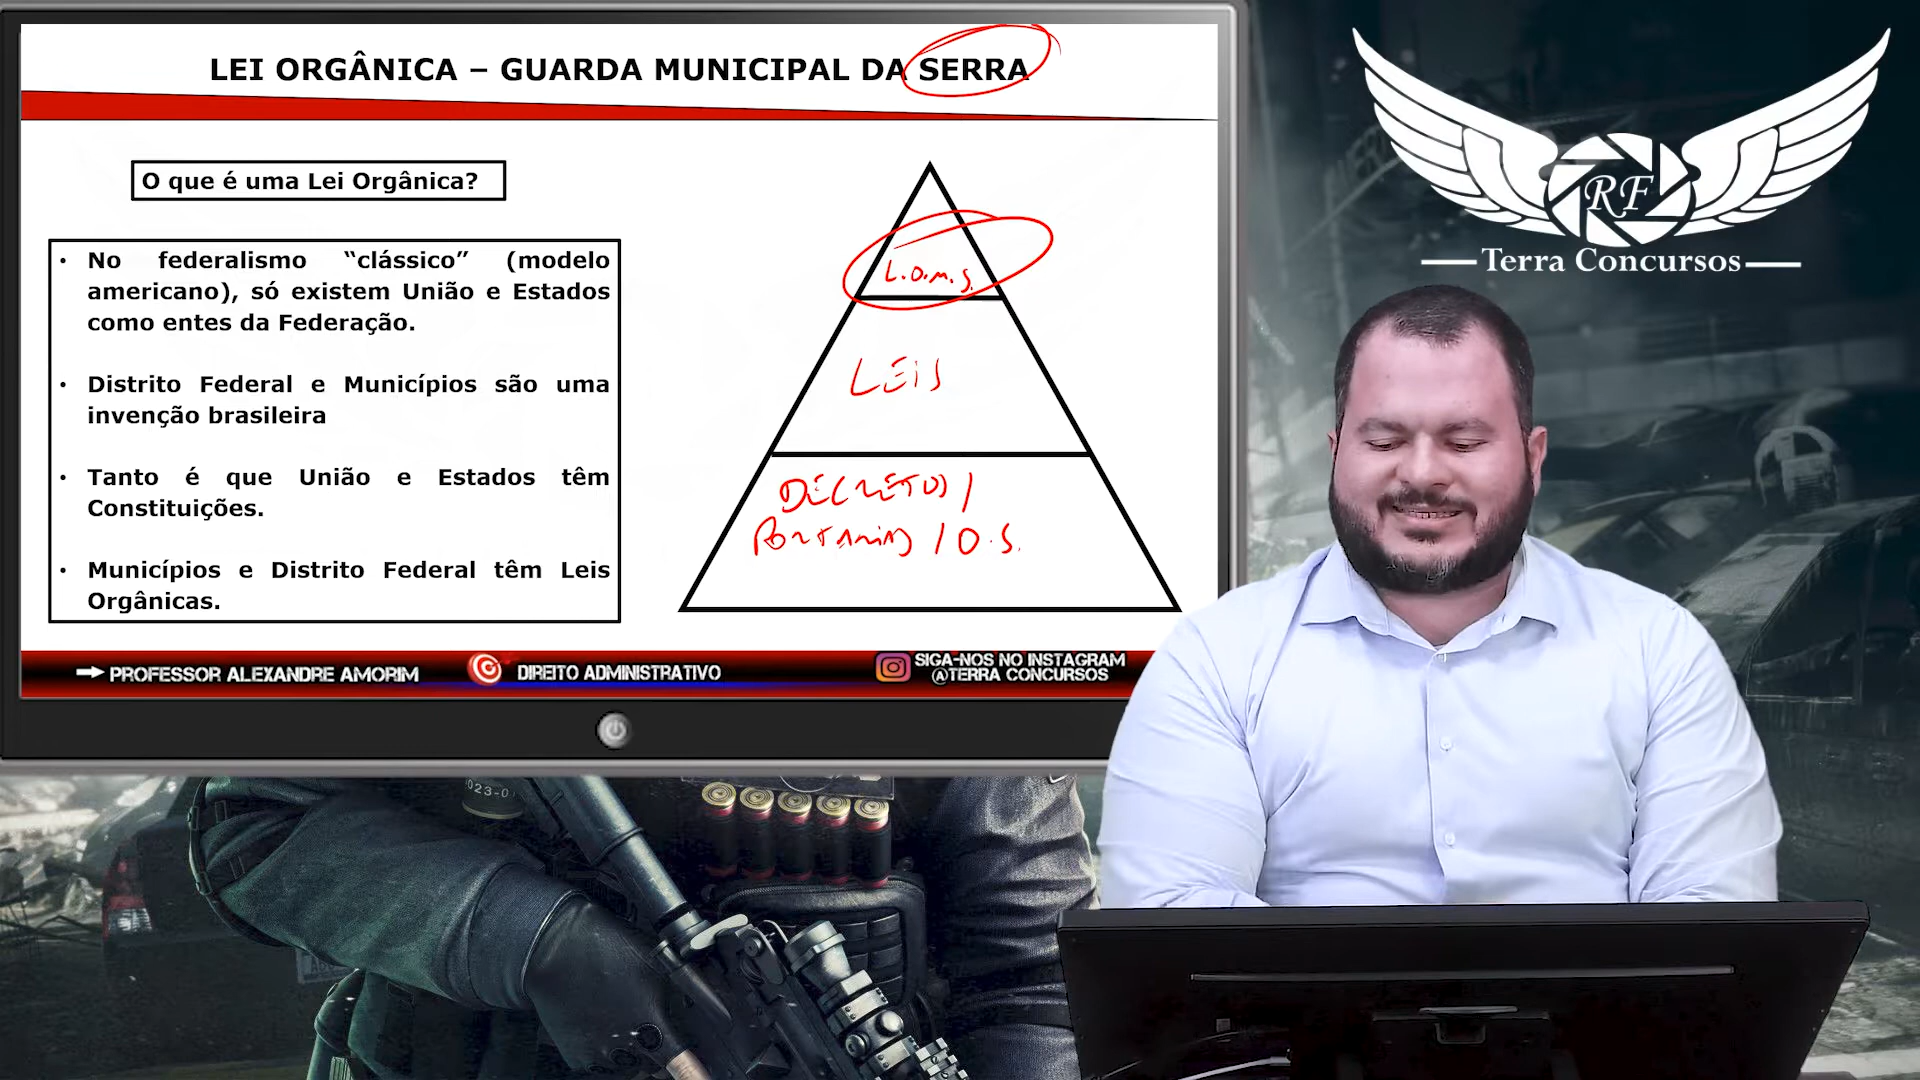 LEI ORGÂNICA – GUARDA MUNICIPAL DA SERRA
O que é uma Lei Orgânica?
• No federalismo “clássico” (modelo
americano), só existem União e Estados
como entes da Federação.
• Distrito Federal e Municípios são uma
invenção brasileira
• Tanto é que União e Estados têm
Constituições.
• Municípios e Distrito Federal têm Leis
Orgânicas.
L.O.M.S.
LEIS
DECRETOS /
PORTARIAS / O.S.
PROFESSOR ALEXANDRE AMORIM
DIREITO ADMINISTRATIVO
SIGA-NOS NO INSTAGRAM
@TERRA CONCURSOS
RF
Terra Concursos
023-0